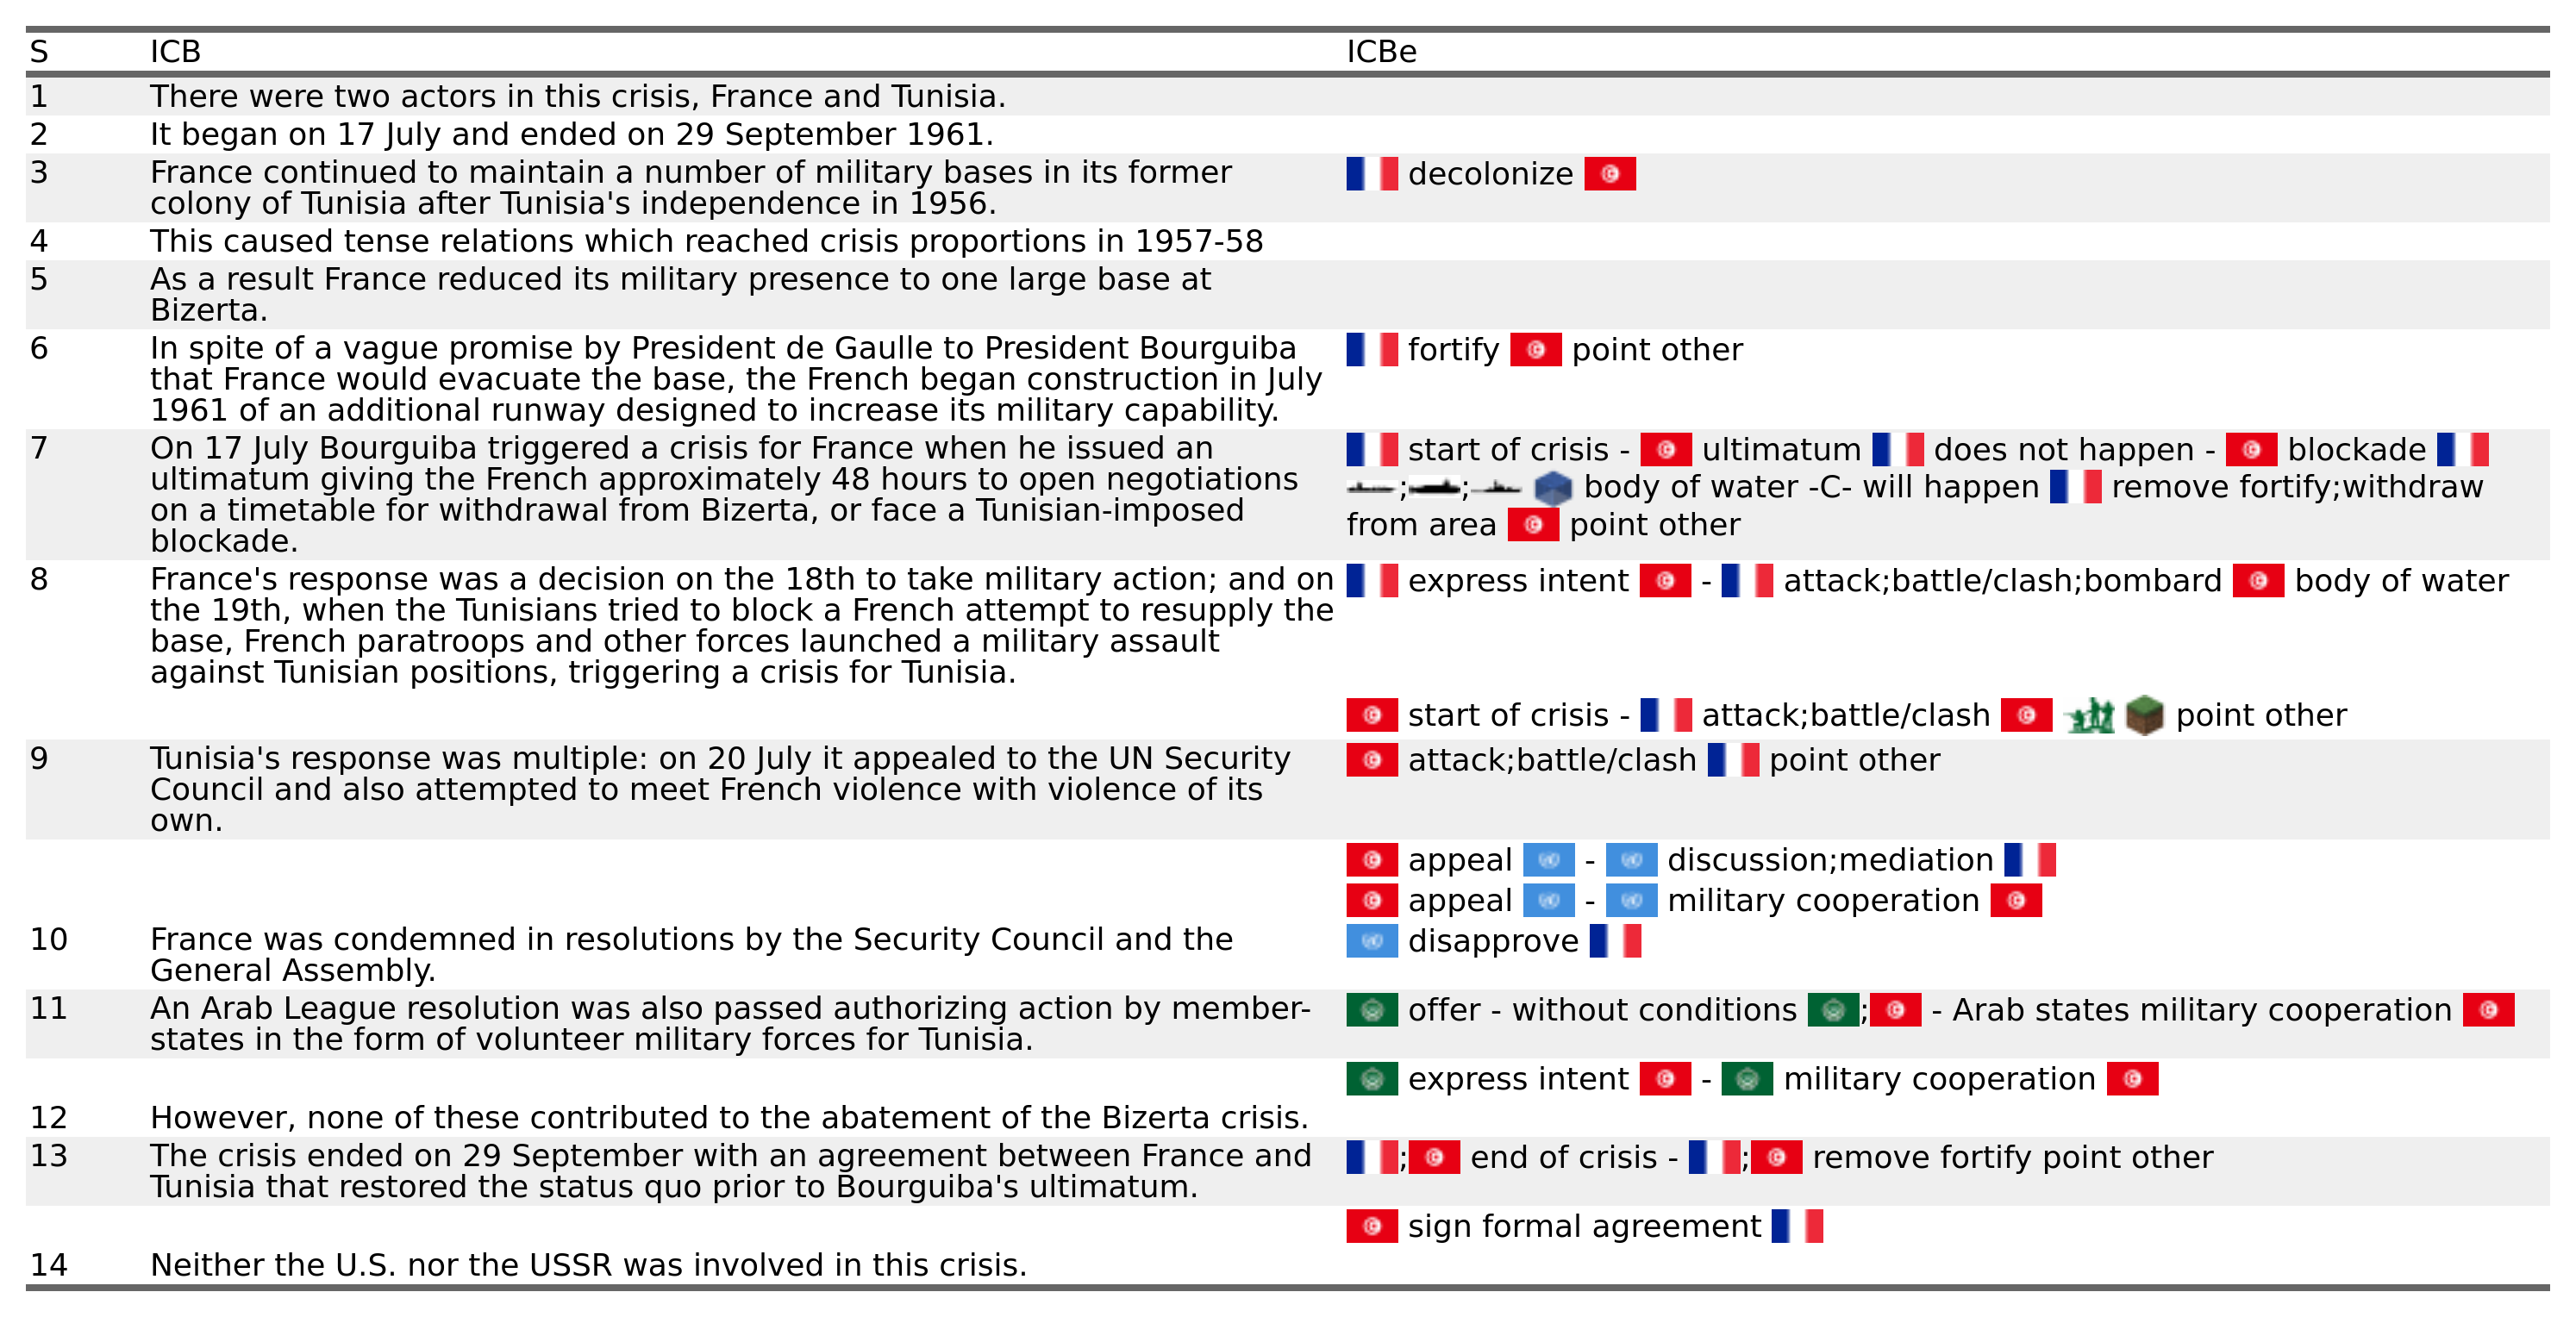 S ICB ICBe
1 There were two actors in this crisis, France and Tunisia.
2 It began on 17 July and ended on 29 September 1961.
3 France continued to maintain a number of military bases in its former decolonize
colony of Tunisia after Tunisia's independence in 1956.
4 This caused tense relations which reached crisis proportions in 1957-58
5 As a result France reduced its military presence to one large base at
Bizerta.
6 In spite of a vague promise by President de Gaulle to President Bourguiba fortify point other
that France would evacuate the base, the French began construction in July
1961 of an additional runway designed to increase its military capability.
7 On 17 July Bourguiba triggered a crisis for France when he issued an start of crisis - ultimatum does not happen - blockade
ultimatum giving the French approximately 48 hours to open negotiations ; ; body of water -C- will happen remove fortify;withdraw
on a timetable for withdrawal from Bizerta, or face a Tunisian-imposed from area point other
blockade.
8 France's response was a decision on the 18th to take military action; and on express intent - attack;battle/clash;bombard body of water
the 19th, when the Tunisians tried to block a French attempt to resupply the
base, French paratroops and other forces launched a military assault
against Tunisian positions, triggering a crisis for Tunisia.
start of crisis - attack;battle/clash point other
9 Tunisia's response was multiple: on 20 July it appealed to the UN Security attack;battle/clash point other
Council and also attempted to meet French violence with violence of its
own.
appeal - discussion;mediation
appeal - military cooperation
10 France was condemned in resolutions by the Security Council and the disapprove
General Assembly.
11 An Arab League resolution was also passed authorizing action by member- offer - without conditions ; - Arab states military cooperation
states in the form of volunteer military forces for Tunisia.
express intent - military cooperation
12 However, none of these contributed to the abatement of the Bizerta crisis.
13 The crisis ended on 29 September with an agreement between France and ; end of crisis - ; remove fortify point other
Tunisia that restored the status quo prior to Bourguiba's ultimatum.
sign formal agreement
14 Neither the U.S. nor the USSR was involved in this crisis.